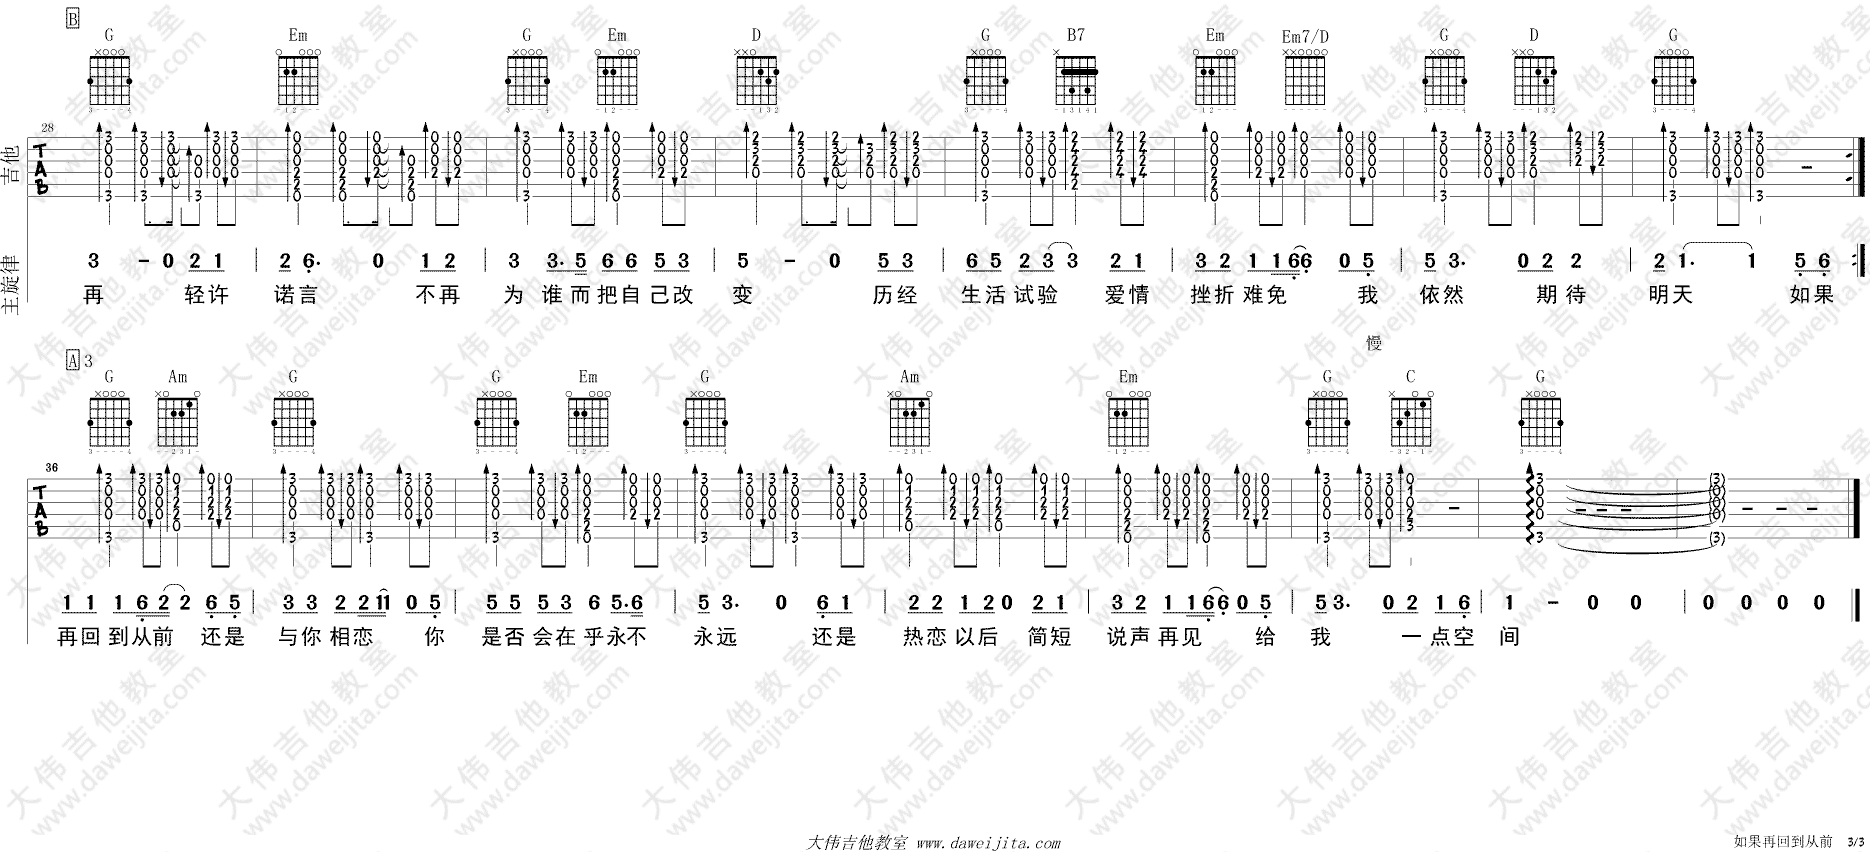 B
G Em G Em D G B7 Em Em7/D G D G
28
吉他
TAB
主旋律
3 - 0 2 1 | 2 6. 0 1 2 | 3 3. 5 6 6 5 3 | 5 - 0 5 3 | 6 5 2 3 3 2 1 | 3 2 1 1 6 6 0 5 | 5 3. 0 2 2 | 2 1. 1 5 6
再 轻许 诺言 不再 为 谁而把自己改 变 历经 生活试验 爱情 挫折难免 我 依然 期待 明天 如果
慢
A 3
G Am G G Em G Am Em G C G
36
TAB
1 1 1 6 2 2 6 5 | 3 3 2 2 1 1 0 5 | 5 5 5 3 6 5. 6 | 5 3. 0 6 1 | 2 2 1 2 0 2 1 | 3 2 1 1 6 6 0 5 | 5 3. 0 2 1 6 | 1 - 0 0 | 0 0 0 0
再回到从前 还是 与你相恋 你 是否会在乎永不 永远 还是 热恋以后 简短 说声再见 给 我 一点空 间
大伟吉他教室 www.daweijita.com
如果再回到从前 3/3